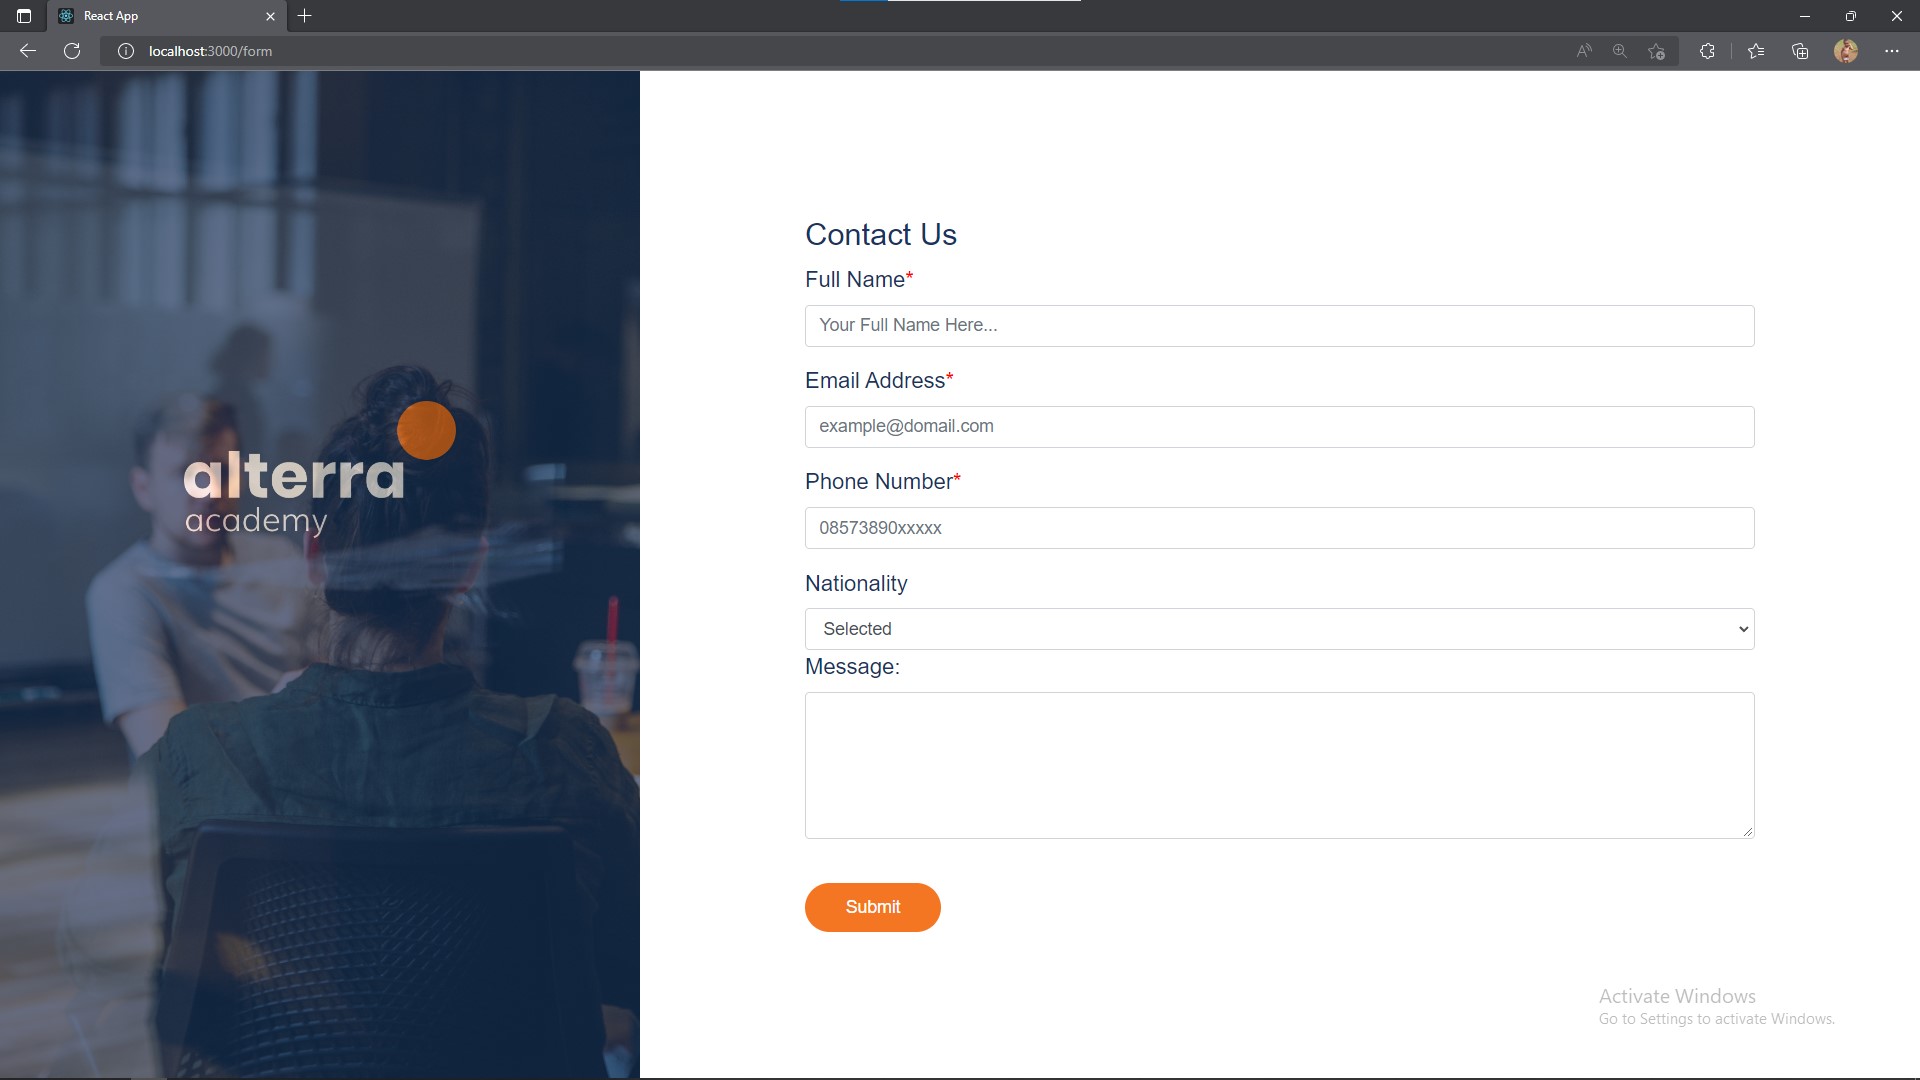 React App
localhost:3000/form
alterra
academy
Contact Us
Full Name*
Your Full Name Here...
Email Address*
example@domail.com
Phone Number*
08573890xxxxx
Nationality
Selected
Message:
Submit
Activate Windows
Go to Settings to activate Windows.